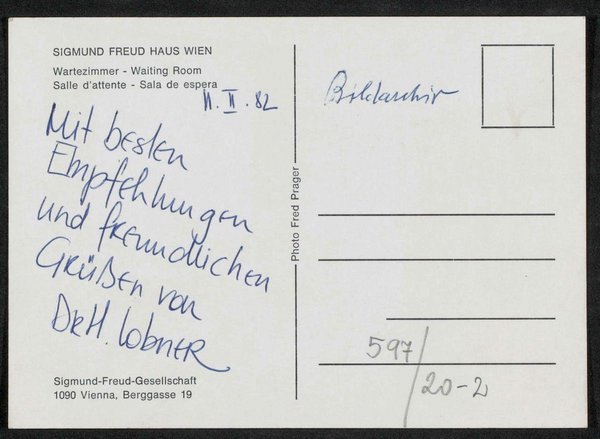 SIGMUND FREUD HAUS WIEN
Wartezimmer - Waiting Room
Salle d'attente - Sala de espera
11. II. 82
Mit besten
Empfehlungen
und freundlichen
Grüßen von
Dr. H. Lobner
Sigmund-Freud-Gesellschaft
1090 Vienna, Berggasse 19
Photo Fred Prager
Bildarchiv
597/
20-2